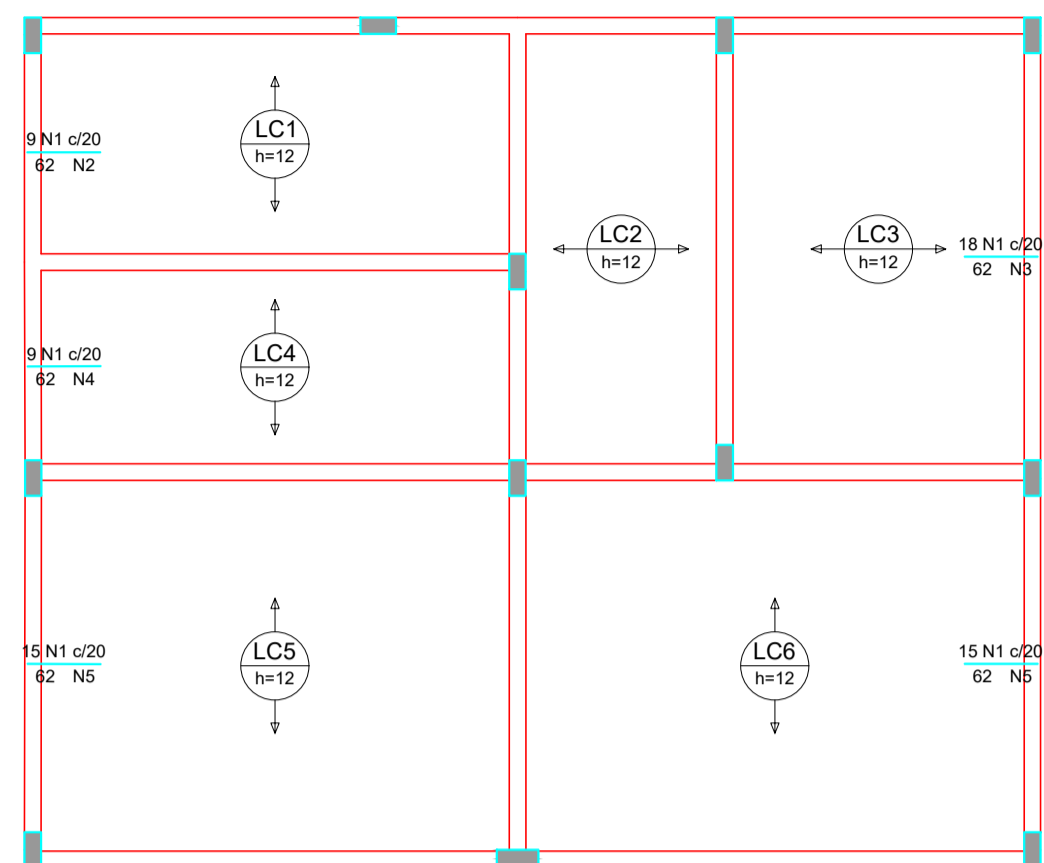 LC1
h=12
9 N1 c/20
62 N2
LC2
h=12
LC3
h=12
18 N1 c/20
62 N3
LC4
h=12
9 N1 c/20
62 N4
LC5
h=12
15 N1 c/20
62 N5
LC6
h=12
15 N1 c/20
62 N5